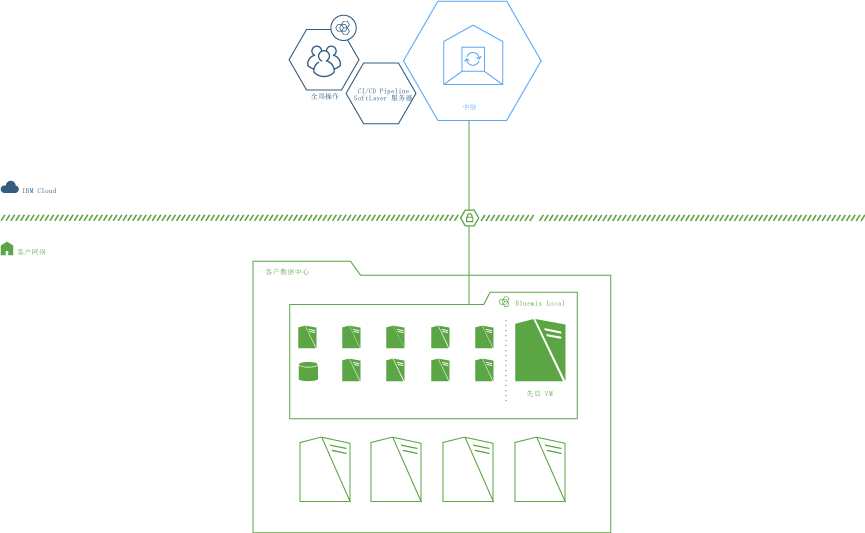 CI/CD Pipeline
SoftLayer 服务器
全局操作
中继
IBM Cloud
客户网络
客户数据中心
Bluemix Local
先启 VM